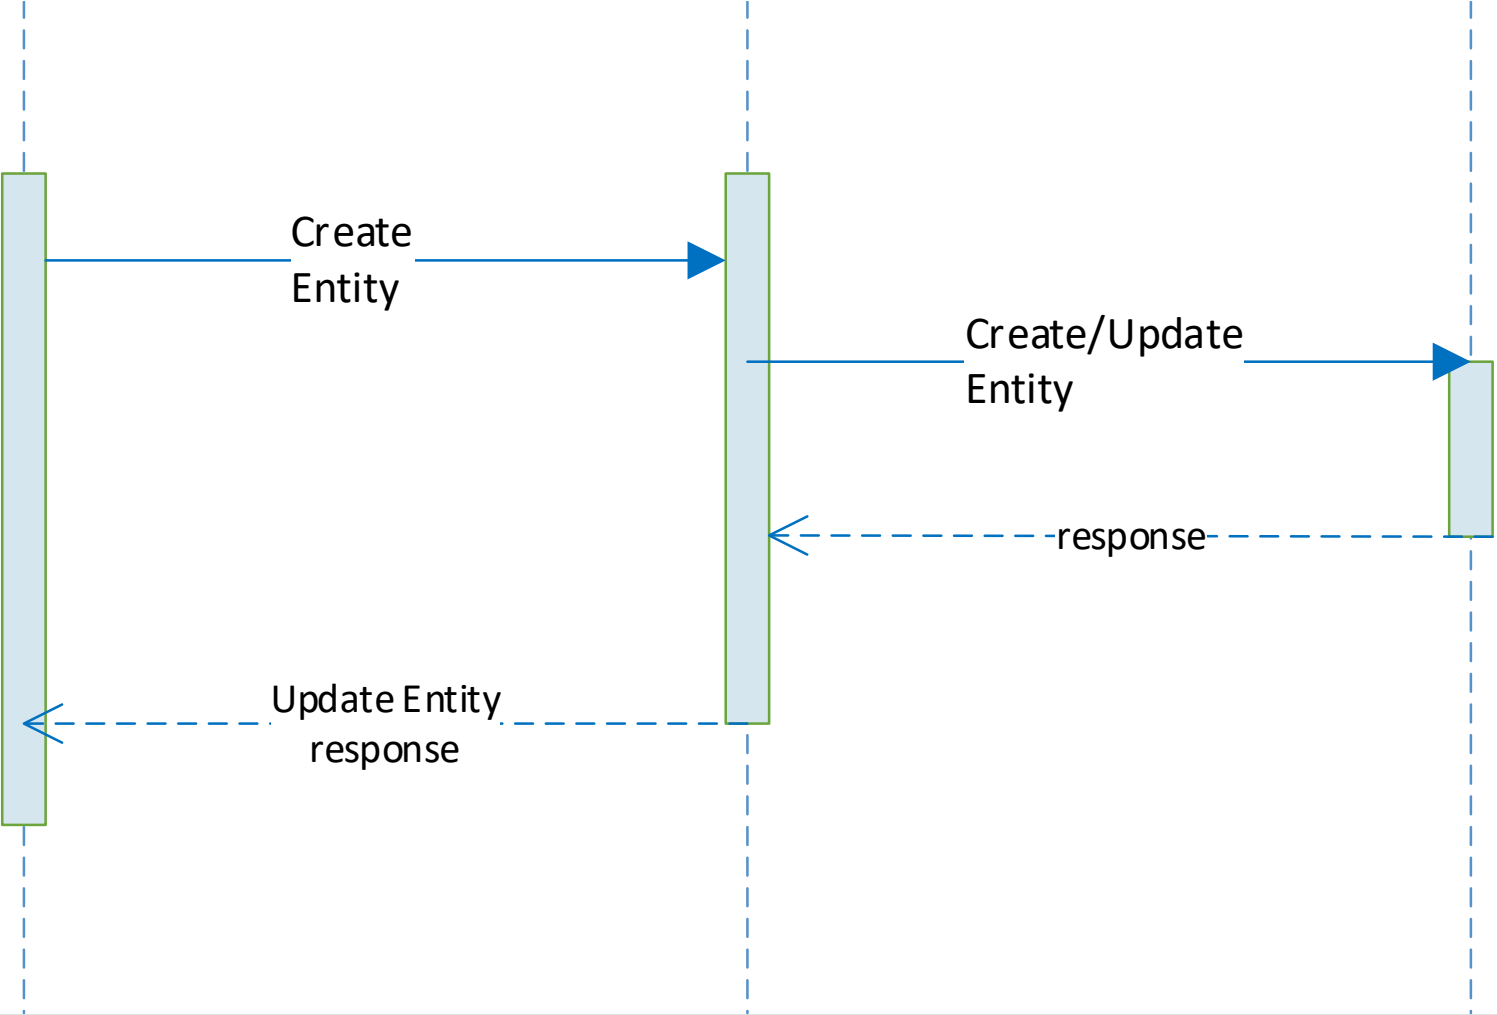 Create
Entity
Create/Update
Entity
response
Update Entity
response